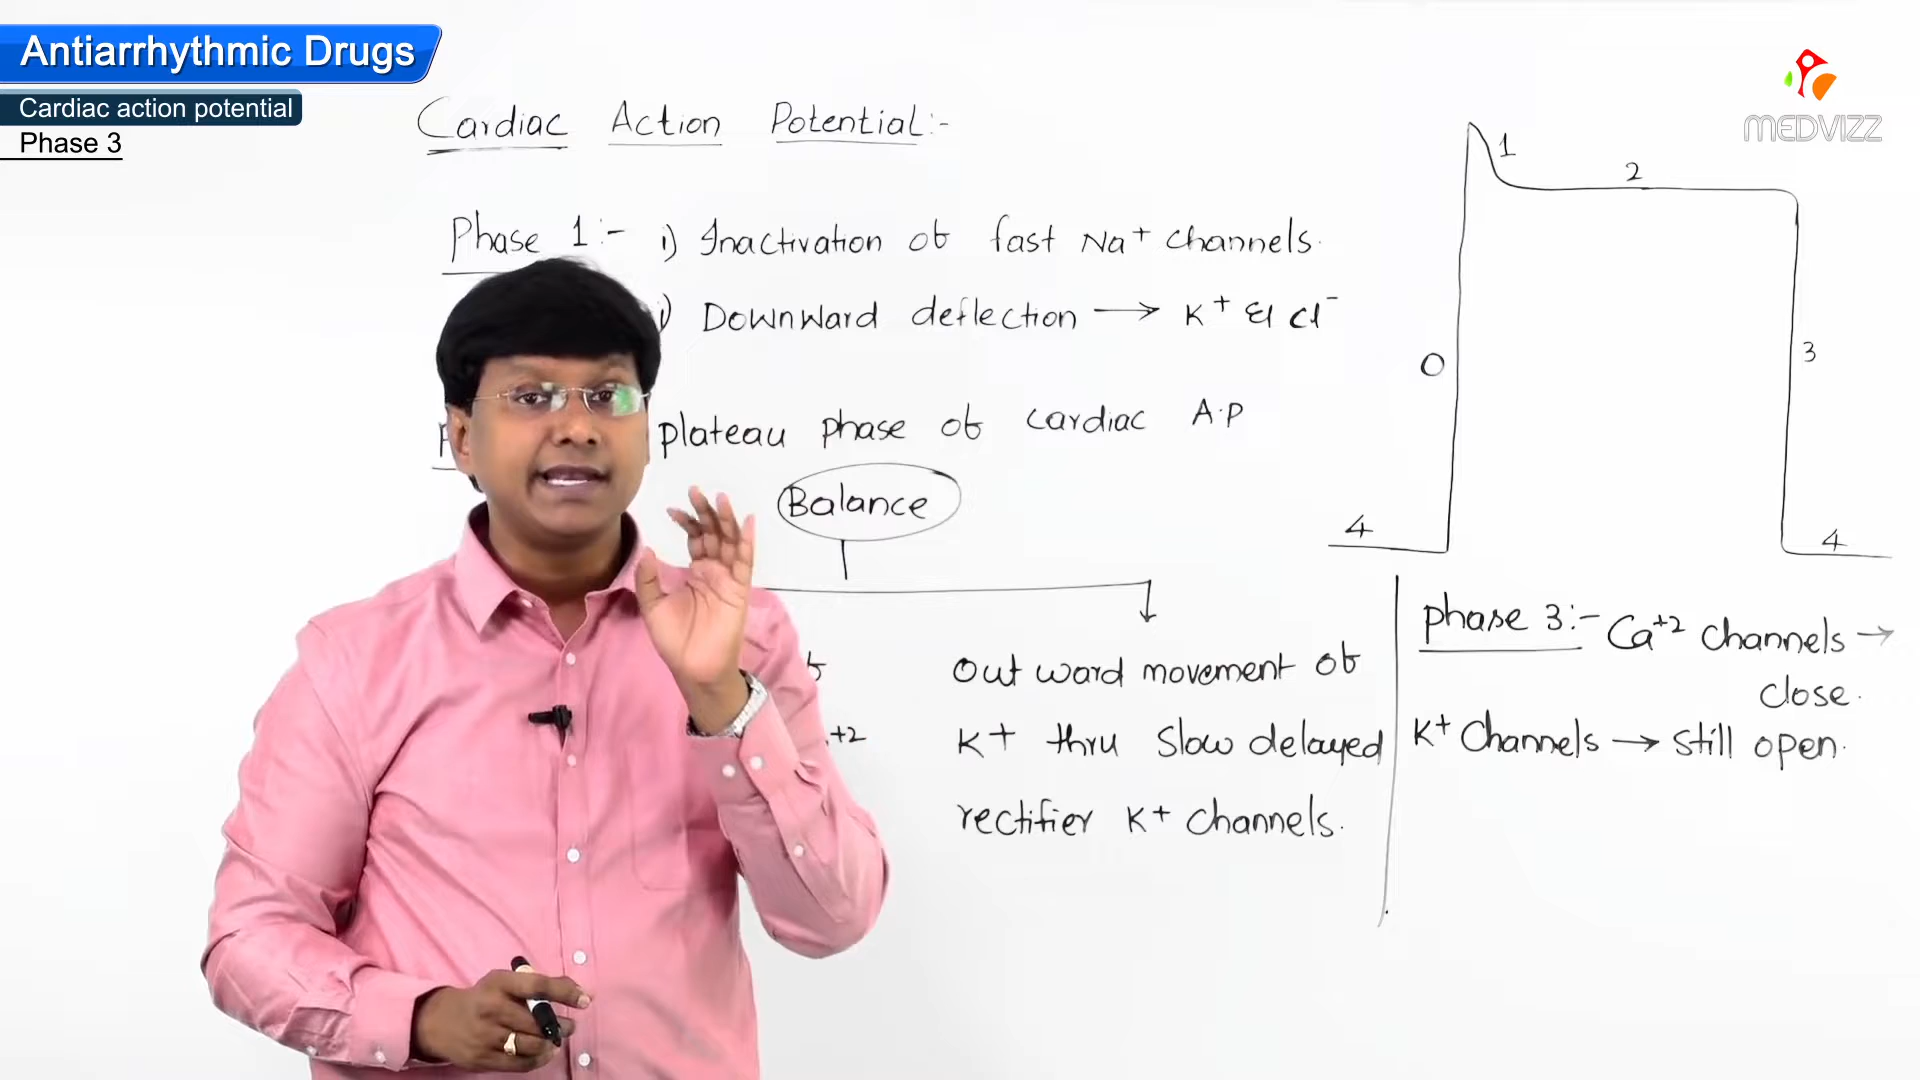 Antiarrhythmic Drugs
Cardiac action potential
Phase 3
MEDVIZZ
Cardiac Action Potential:-
Phase 1:- i) Inactivation of fast Na+ channels.
) Downward deflection → K+ & Cl-
plateau phase of cardiac A.P
Balance
Out ward movement of
K+ thru slow delayed
rectifier K+ channels.
+2
0
1
2
3
4
4
phase 3:- Ca+2 channels →
close.
K+ channels → still open.